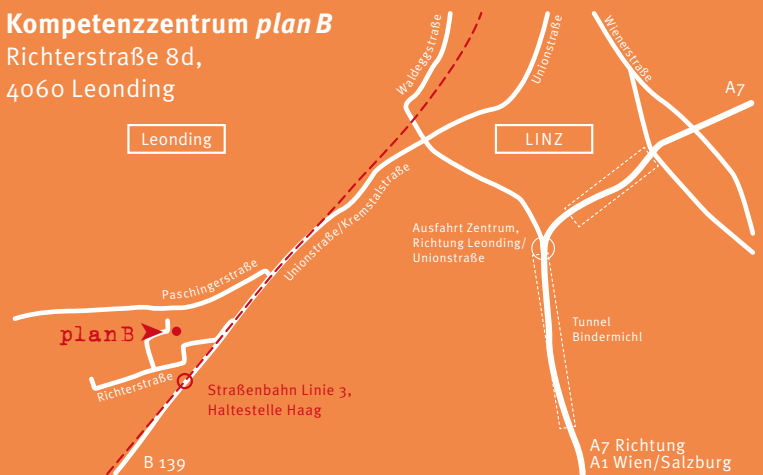 Kompetenzzentrum plan B
Richterstraße 8d,
4060 Leonding
Leonding
LINZ
Waldeggstraße
Unionstraße
Wienerstraße
A7
Unionstraße/Kremstalstraße
Ausfahrt Zentrum,
Richtung Leonding/
Unionstraße
Paschingerstraße
planB
Tunnel
Bindermichl
Richterstraße
Straßenbahn Linie 3,
Haltestelle Haag
B 139
A7 Richtung
A1 Wien/Salzburg